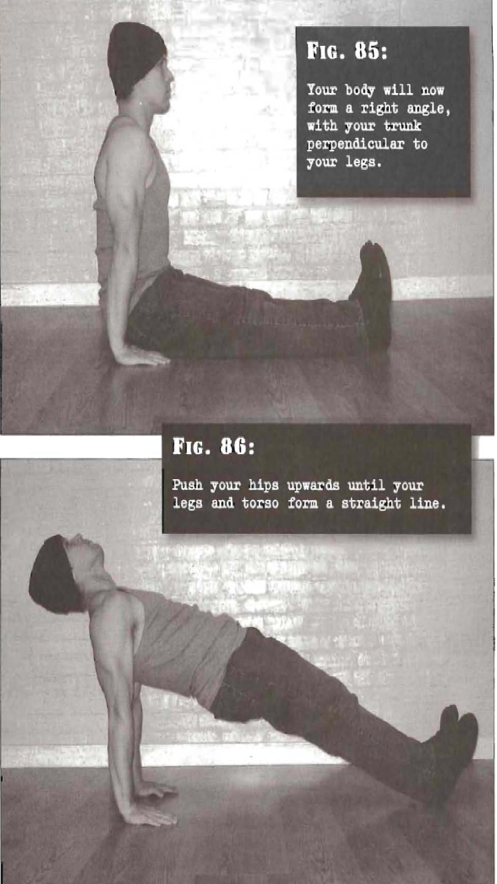 FIG. 85:
Your body will now
form a right angle,
with your trunk
perpendicular to
your legs.
FIG. 86:
Push your hips upwards until your
legs and torso form a straight line.